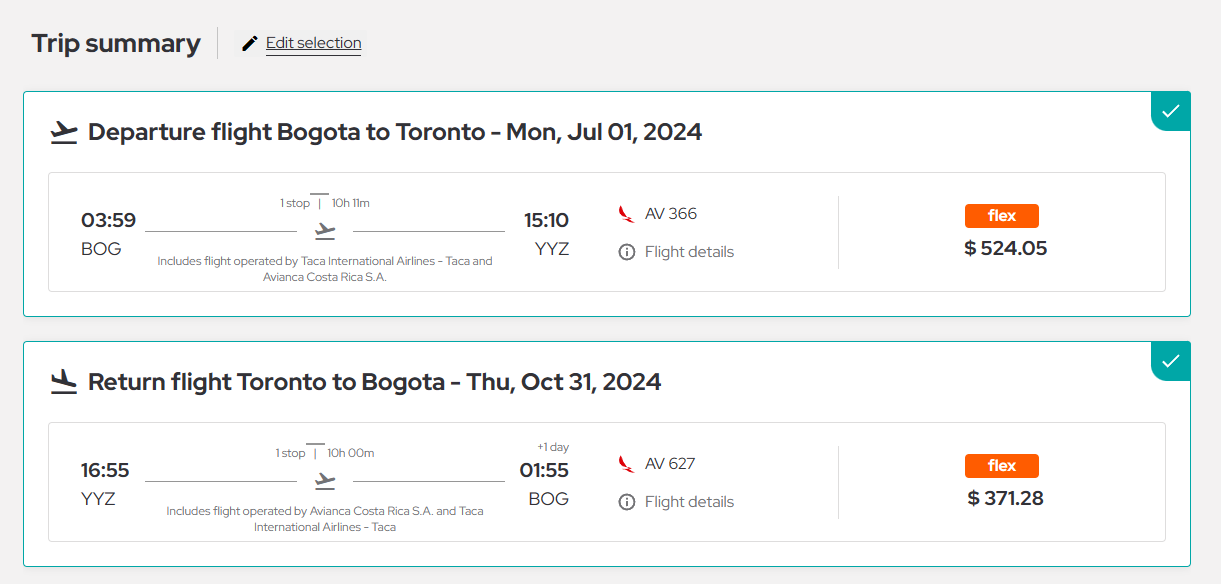 Trip summary
Edit selection
Departure flight Bogota to Toronto - Mon, Jul 01, 2024
1 stop | 10h 11m
03:59
15:10
BOG
YYZ
Includes flight operated by Taca International Airlines - Taca and
Avianca Costa Rica S.A.
AV 366
Flight details
flex
$ 524.05
Return flight Toronto to Bogota - Thu, Oct 31, 2024
1 stop | 10h 00m
+1 day
16:55
01:55
YYZ
BOG
Includes flight operated by Avianca Costa Rica S.A. and Taca
International Airlines - Taca
AV 627
Flight details
flex
$ 371.28